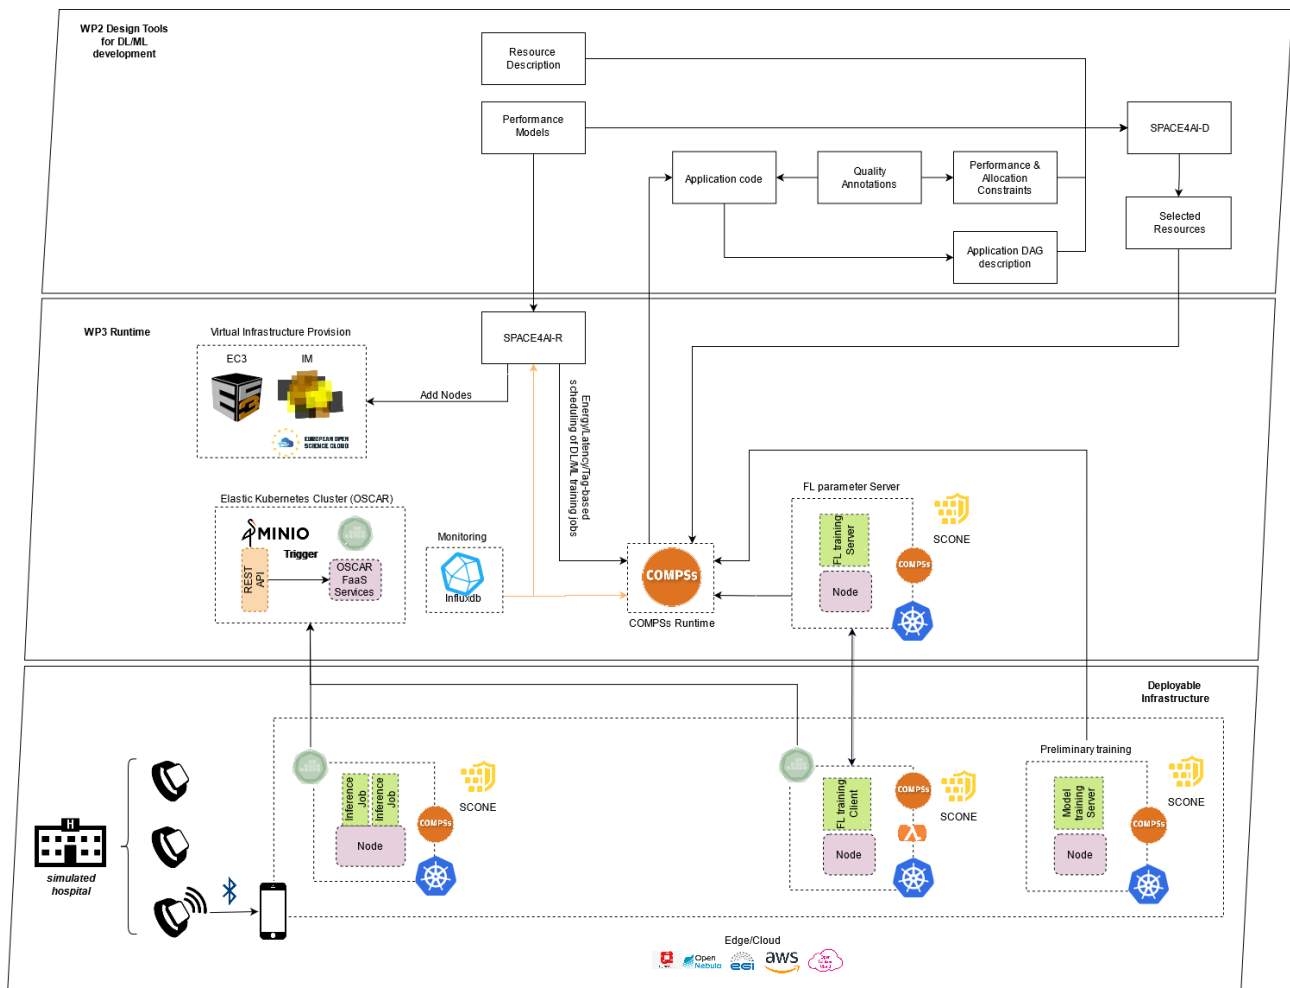 WP2 Design Tools
for DL/ML
development
Resource
Description
Performance
Models
SPACE4AI-D
Application code
Quality
Annotations
Performance &
Allocation
Constraints
Selected
Resources
Application DAG
description
WP3 Runtime
Virtual Infrastructure Provision
EC3
IM
EUROPEAN OPEN
SCIENCE CLOUD
SPACE4AI-R
Add Nodes
Energy/Latency/Tag-based
scheduling of DL/ML training jobs
Elastic Kubernetes Cluster (OSCAR)
MINIO
Trigger
REST
API
OSCAR
FaaS
Services
Monitoring
Influxdb
COMPSs
COMPSs Runtime
FL parameter Server
FL training
Server
Node
SCONE
COMPSs
Deployable
Infrastructure
Inference
Job
Inference
Job
Node
SCONE
COMPSs
FL training
Client
Node
COMPSs
SCONE
Preliminary training
Model
training
Server
Node
SCONE
COMPSs
H
simulated
hospital
Edge/Cloud
Open
Nebula
eGI
aws